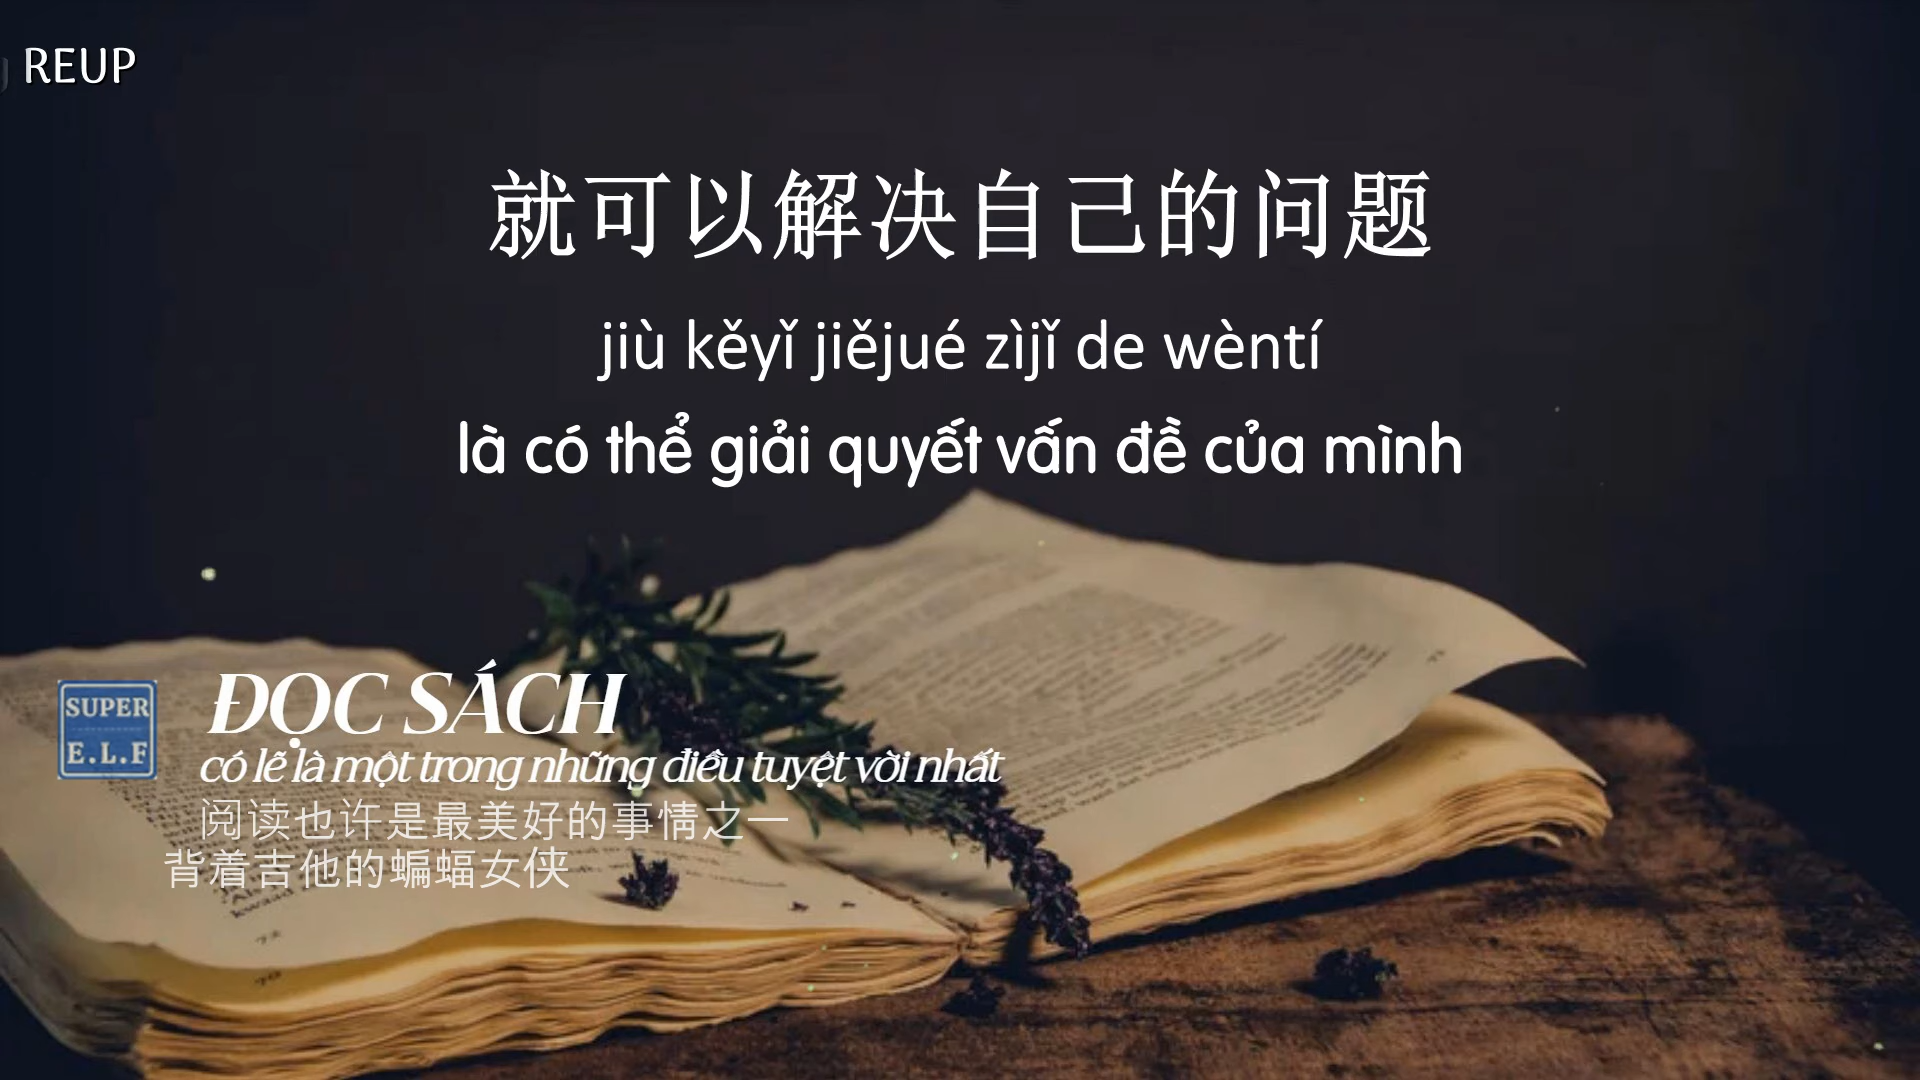 REUP
就可以解决自己的问题
jiù kěyǐ jiějué zìjǐ de wèntí
là có thể giải quyết vấn đề của mình
SUPER
E.L.F
ĐỌC SÁCH
có lẽ là một trong những điều tuyệt vời nhất
阅读也许是最美好的事情之一
背着吉他的蝙蝠女侠